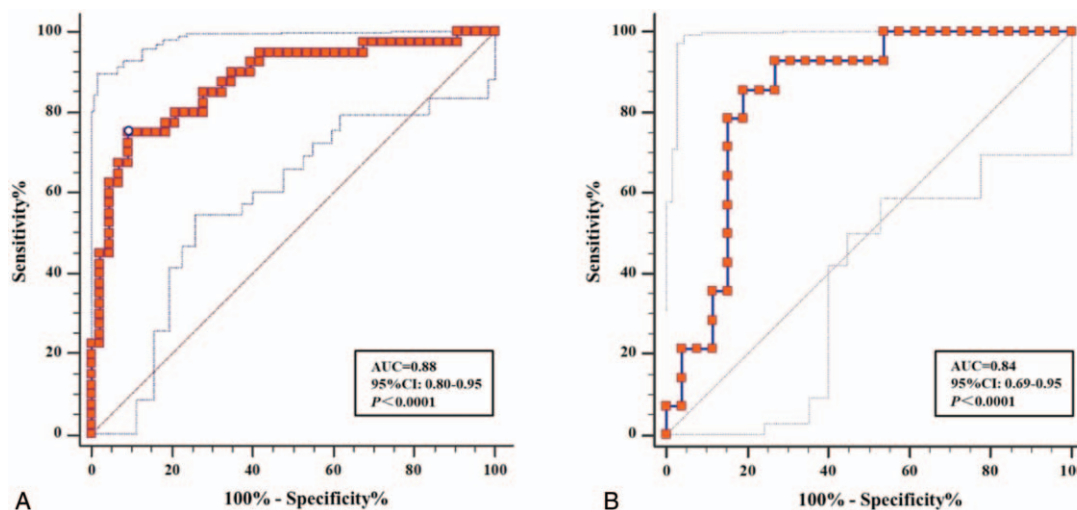 100
80
60
40
20
0
Sensitivity%
AUC=0.88
95%CI: 0.80-0.95
P<0.0001
0 20 40 60 80 100
100% - Specificity%
A
100
80
60
40
20
0
Sensitivity%
AUC=0.84
95%CI: 0.69-0.95
P<0.0001
0 20 40 60 80 100
100% - Specificity%
B